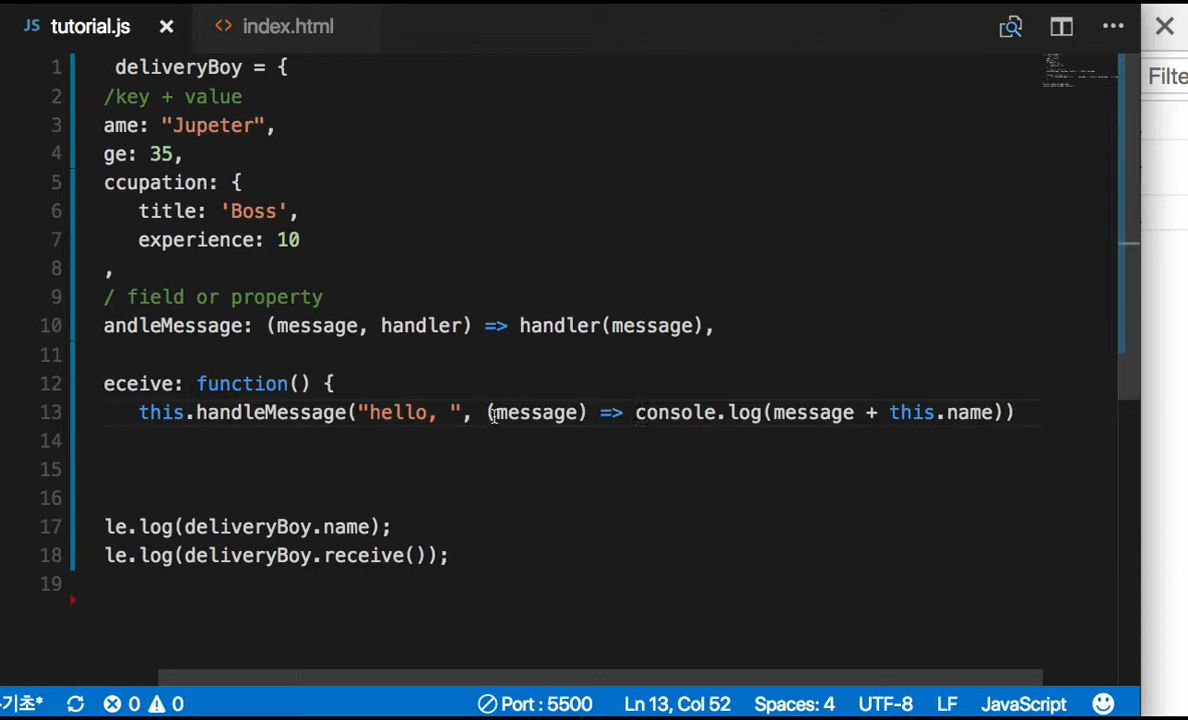 JS tutorial.js × <> index.html
Filte
1 deliveryBoy = {
2 /key + value
3 ame: "Jupeter",
4 ge: 35,
5 ccupation: {
6 title: 'Boss',
7 experience: 10
8 ,
9 / field or property
10 andleMessage: (message, handler) => handler(message),
11
12 eceive: function() {
13 this.handleMessage("hello, ", (message) => console.log(message + this.name))
14
15
16
17 le.log(deliveryBoy.name);
18 le.log(deliveryBoy.receive());
19
-기초* 0 0 Port : 5500 Ln 13, Col 52 Spaces: 4 UTF-8 LF JavaScript